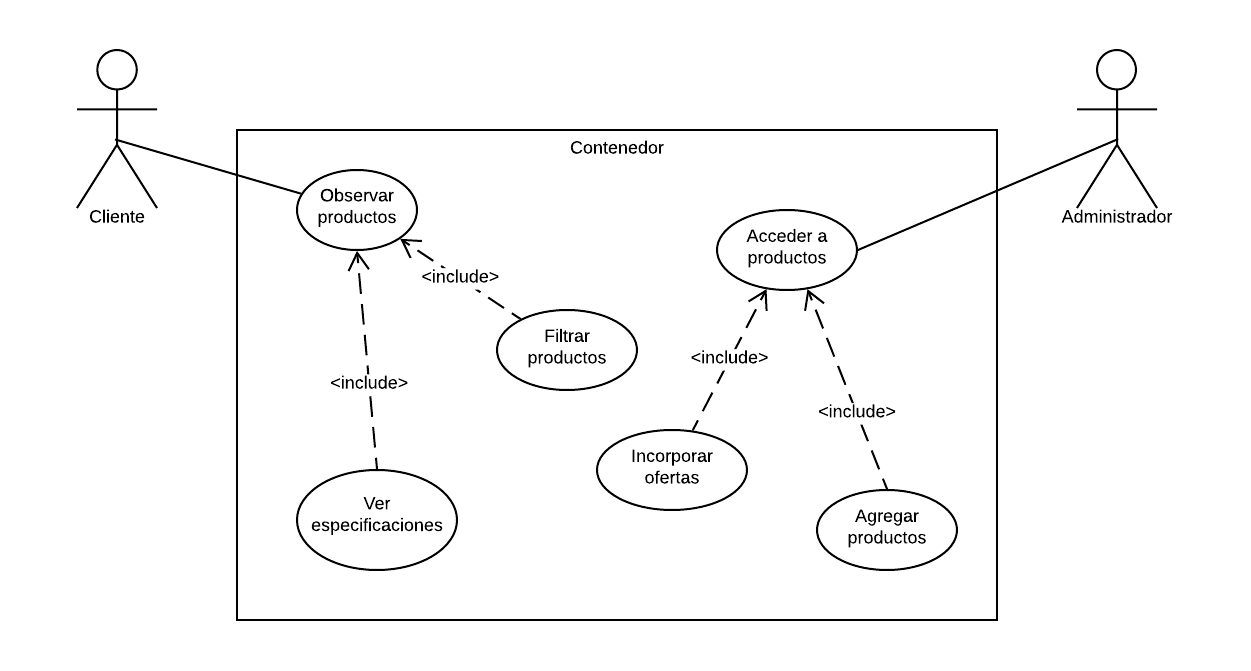 Contenedor
Cliente
Administrador
Observar
productos
Acceder a
productos
<include>
Filtrar
productos
<include>
<include>
<include>
Incorporar
ofertas
Ver
especificaciones
Agregar
productos